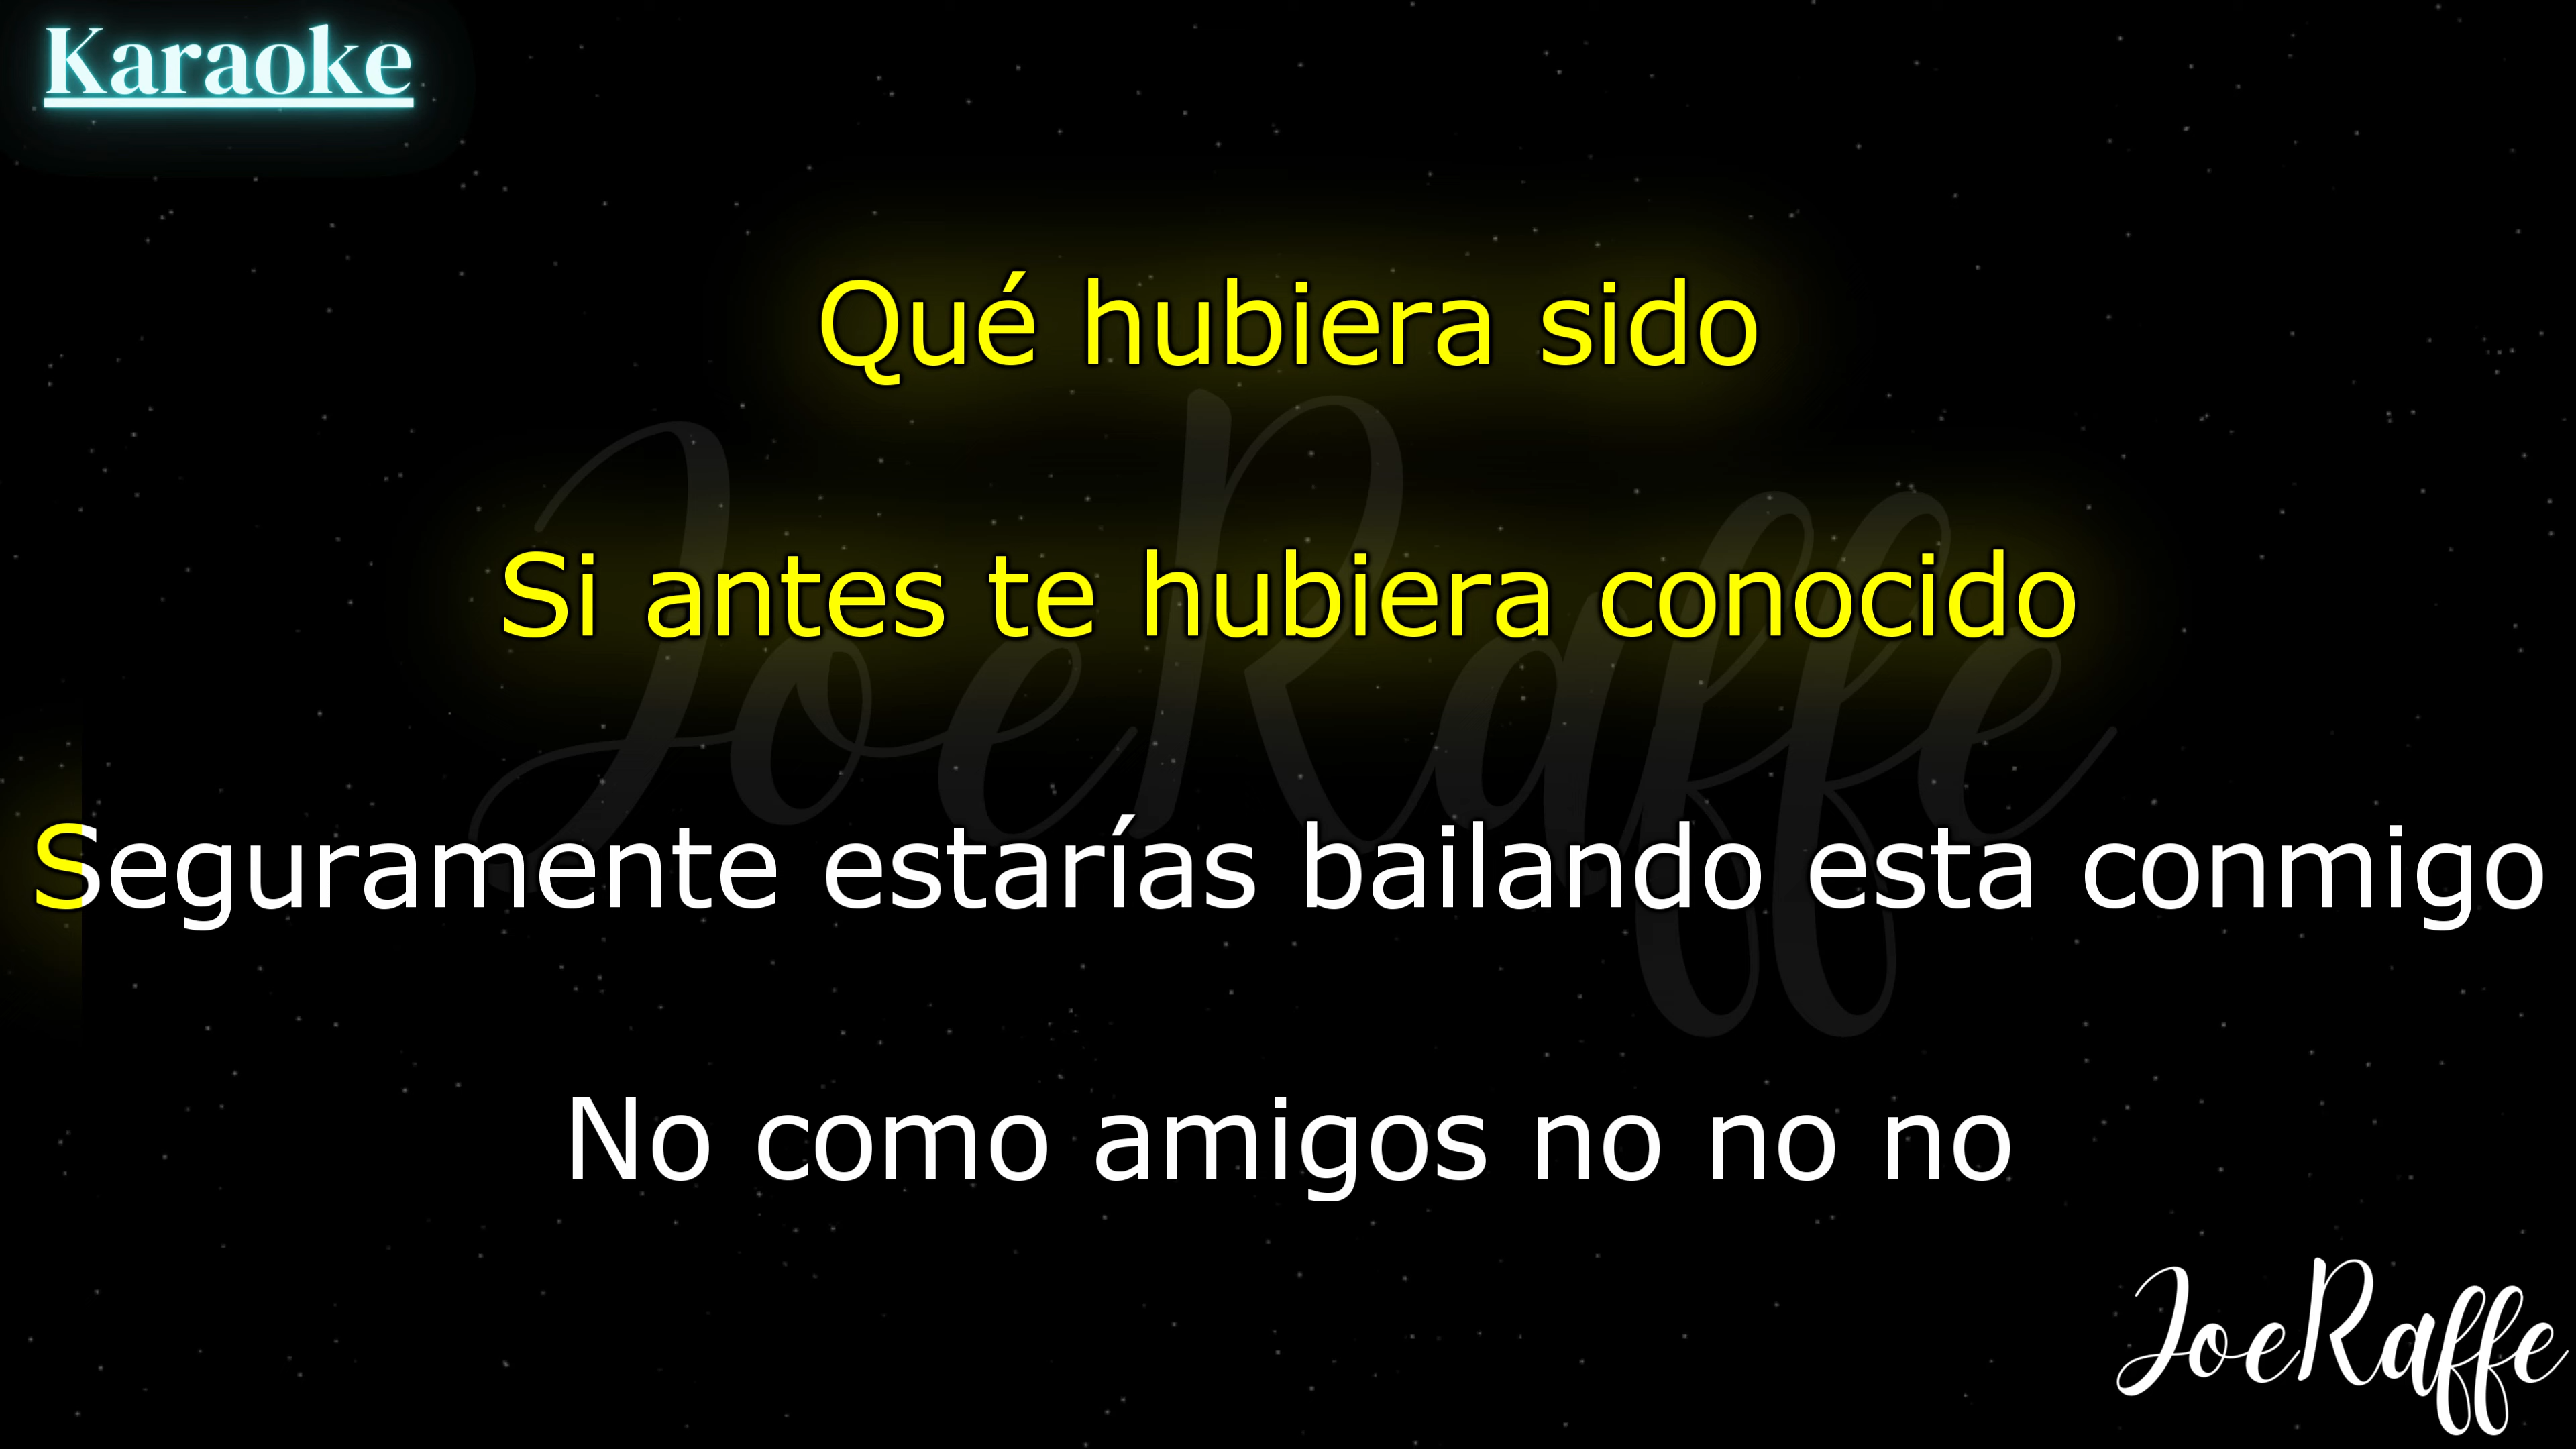 Karaoke
Qué hubiera sido
Si antes te hubiera conocido
Seguramente estarías bailando esta conmigo
No como amigos no no no
JoeRaffe
JoeRaffe